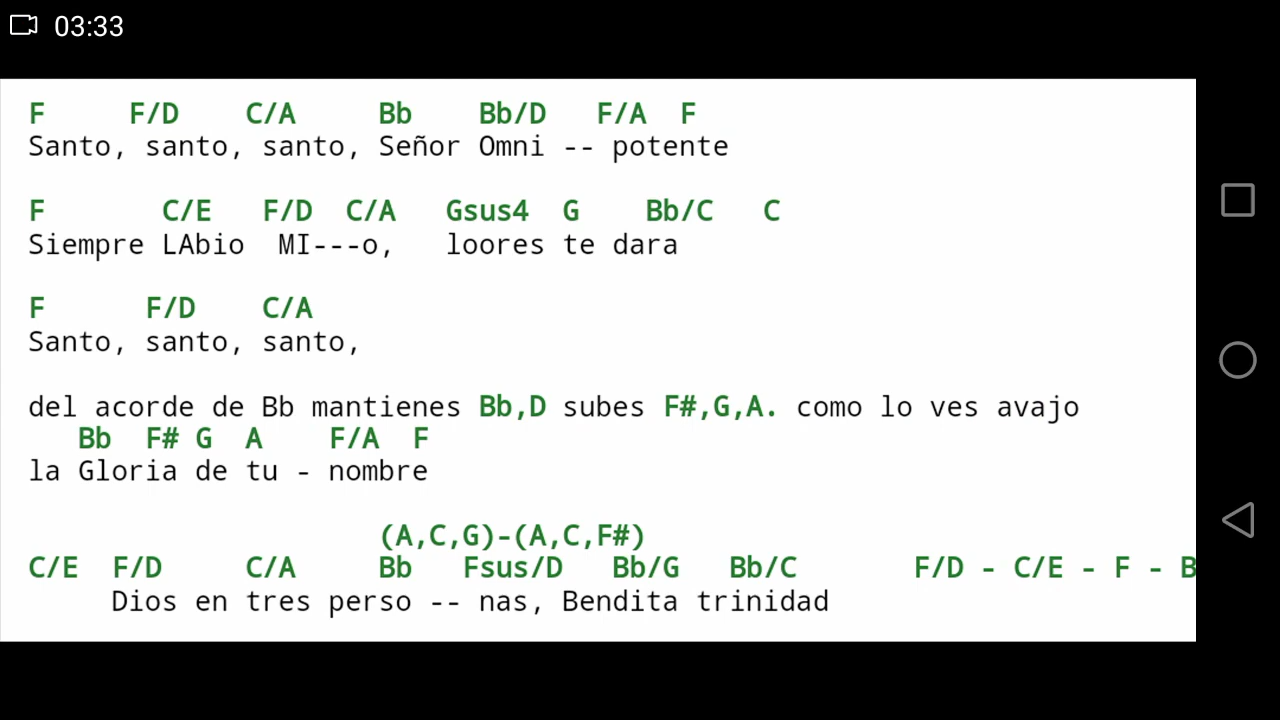 03:33
F F/D C/A Bb Bb/D F/A F
Santo, santo, santo, Señor Omni -- potente
F C/E F/D C/A Gsus4 G Bb/C C
Siempre LAbio MI---o, loores te dara
F F/D C/A
Santo, santo, santo,
del acorde de Bb mantienes Bb,D subes F#,G,A. como lo ves avajo
Bb F# G A F/A F
la Gloria de tu - nombre
(A,C,G)-(A,C,F#)
C/E F/D C/A Bb Fsus/D Bb/G Bb/C F/D - C/E - F - B
Dios en tres perso -- nas, Bendita trinidad